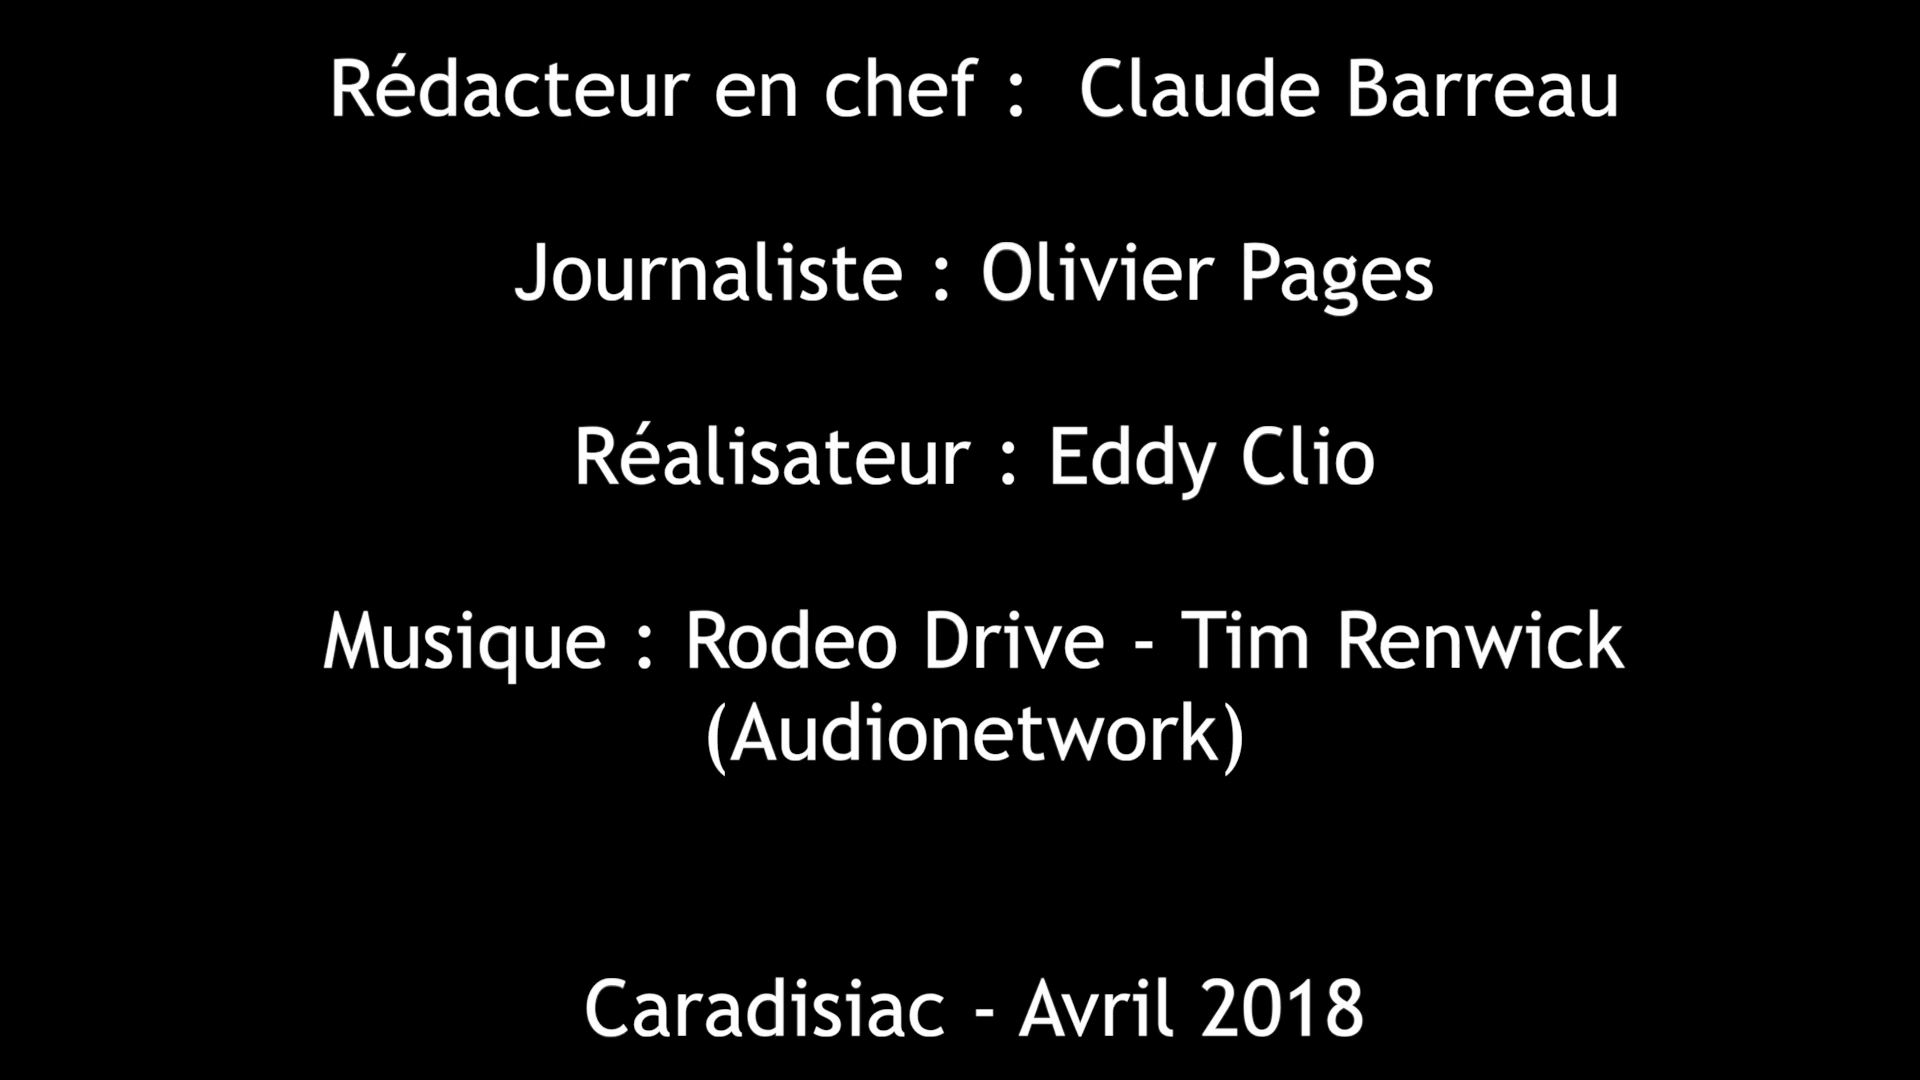 Rédacteur en chef :  Claude Barreau
Journaliste : Olivier Pages
Réalisateur : Eddy Clio
Musique : Rodeo Drive - Tim Renwick
(Audionetwork)
Caradisiac - Avril 2018